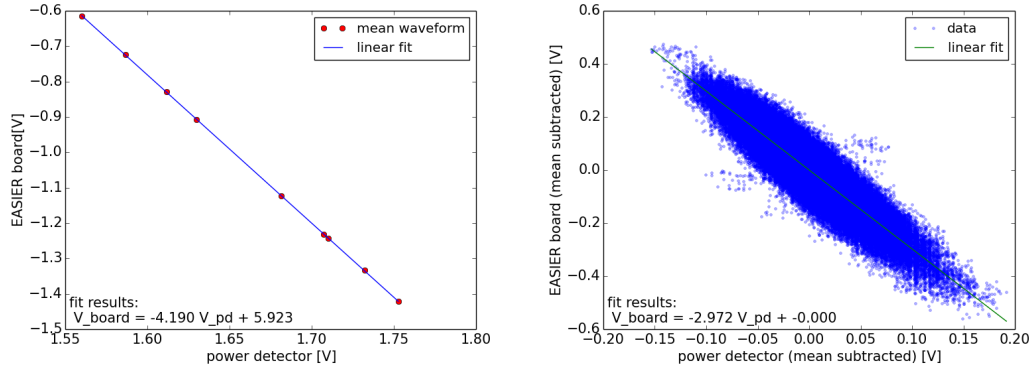 −0.6
−0.7
−0.8
−0.9
−1.0
−1.1
−1.2
−1.3
−1.4
−1.5
EASIER board[V]
mean waveform
linear fit
fit results:
V_board = -4.190 V_pd + 5.923
1.55 1.60 1.65 1.70 1.75 1.80
power detector [V]
0.6
0.4
0.2
0.0
−0.2
−0.4
−0.6
EASIER board (mean subtracted) [V]
data
linear fit
fit results:
V_board = -2.972 V_pd + -0.000
−0.20 −0.15 −0.10 −0.05 0.00 0.05 0.10 0.15 0.20
power detector (mean subtracted) [V]